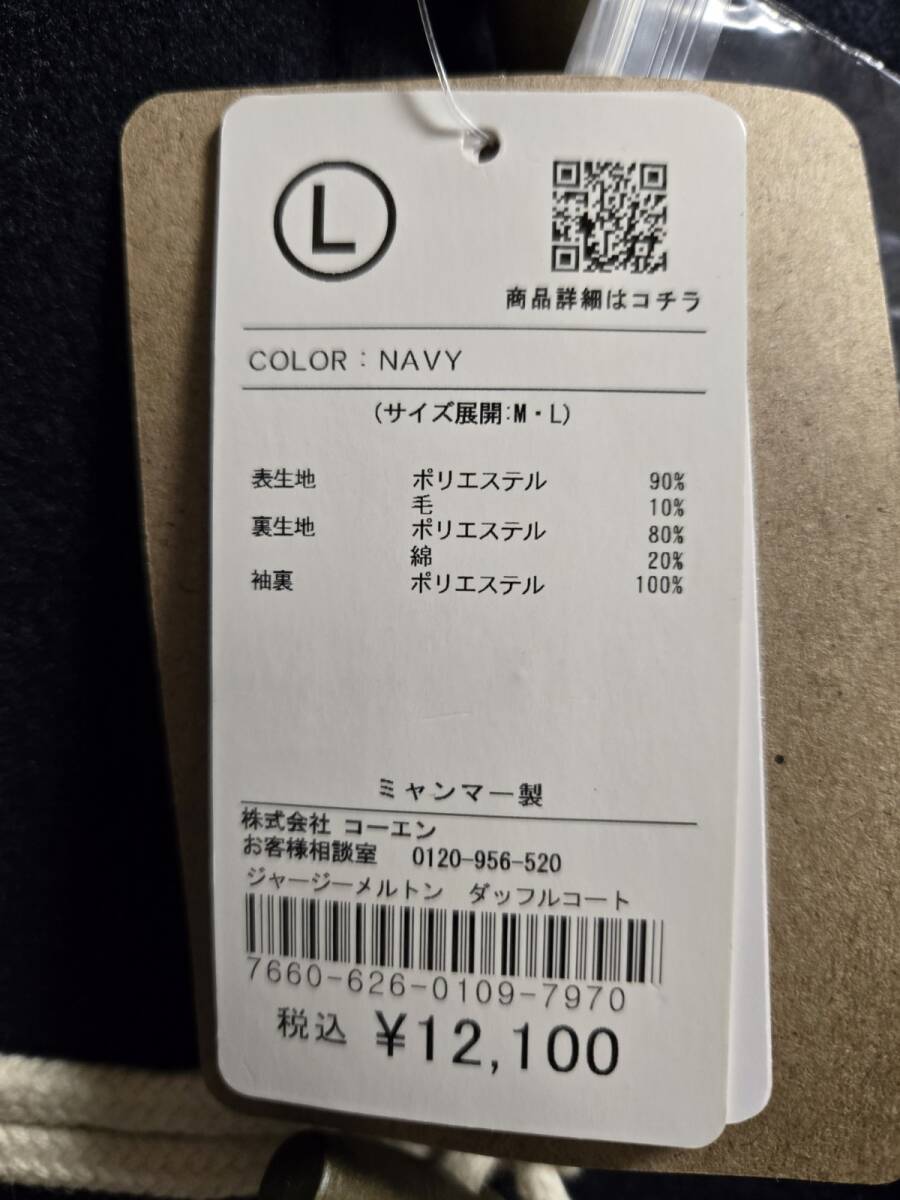 L
商品詳細はコチラ
COLOR : NAVY
(サイズ展開:M・L)
表生地 ポリエステル 90%
毛 10%
裏生地 ポリエステル 80%
綿 20%
袖裏 ポリエステル 100%
ミャンマー製
株式会社 コーエン
お客様相談室 0120-956-520
ジャージーメルトン ダッフルコート
7660-626-0109-7970
税込 ¥12,100